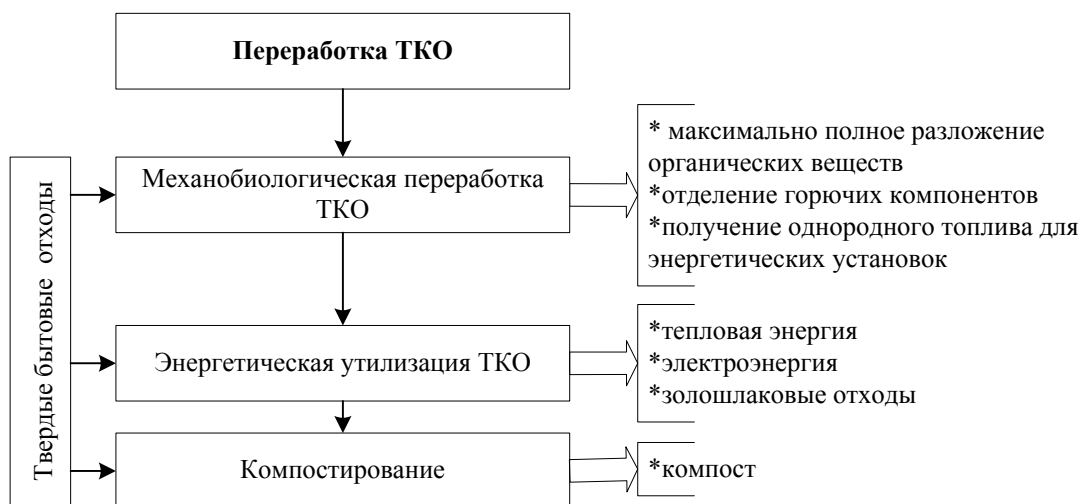 Переработка ТКО
Твердые бытовые отходы
Механобиологическая переработка
ТКО
* максимально полное разложение
органических веществ
*отделение горючих компонентов
*получение однородного топлива для
энергетических установок
Энергетическая утилизация ТКО
*тепловая энергия
*электроэнергия
*золошлаковые отходы
Компостирование
*компост